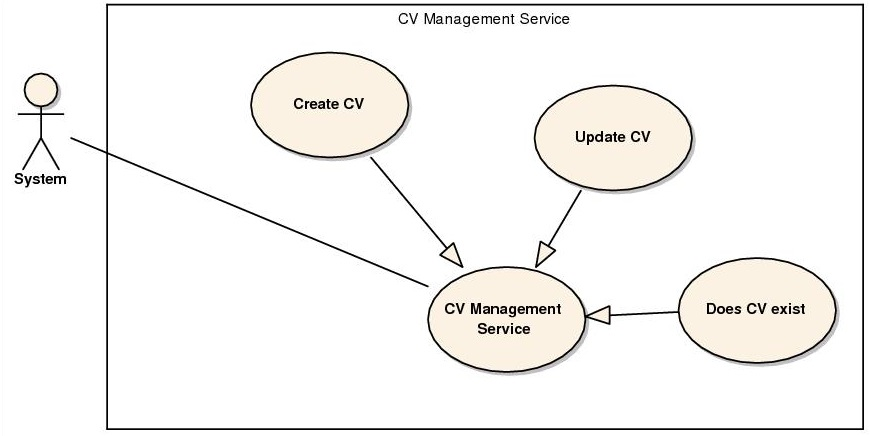 CV Management Service
Create CV
Update CV
System
CV Management
Service
Does CV exist